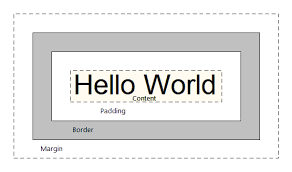 Hello World
Content
Padding
Border
Margin